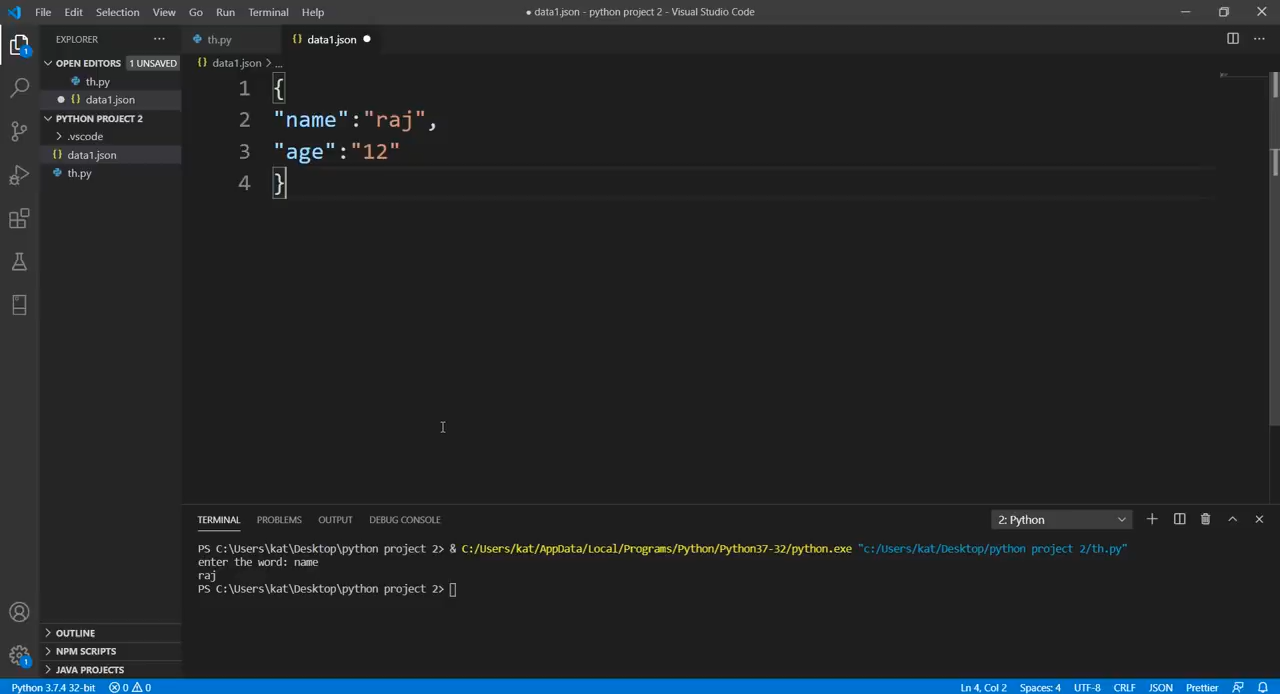 File Edit Selection View Go Run Terminal Help
● data1.json - python project 2 - Visual Studio Code
EXPLORER
OPEN EDITORS 1 UNSAVED
th.py
{} data1.json
PYTHON PROJECT 2
.vscode
{} data1.json
th.py
OUTLINE
NPM SCRIPTS
JAVA PROJECTS
1
1
th.py {} data1.json ●
{} data1.json > ...
1 {
2 "name":"raj",
3 "age":"12"
4 }
TERMINAL PROBLEMS OUTPUT DEBUG CONSOLE
2: Python
PS C:\Users\kat\Desktop\python project 2> & C:/Users/kat/AppData/Local/Programs/Python/Python37-32/python.exe "c:/Users/kat/Desktop/python project 2/th.py"
enter the word: name
raj
PS C:\Users\kat\Desktop\python project 2>
Python 3.7.4 32-bit 0 0
Ln 4, Col 2 Spaces: 4 UTF-8 CRLF JSON Prettier